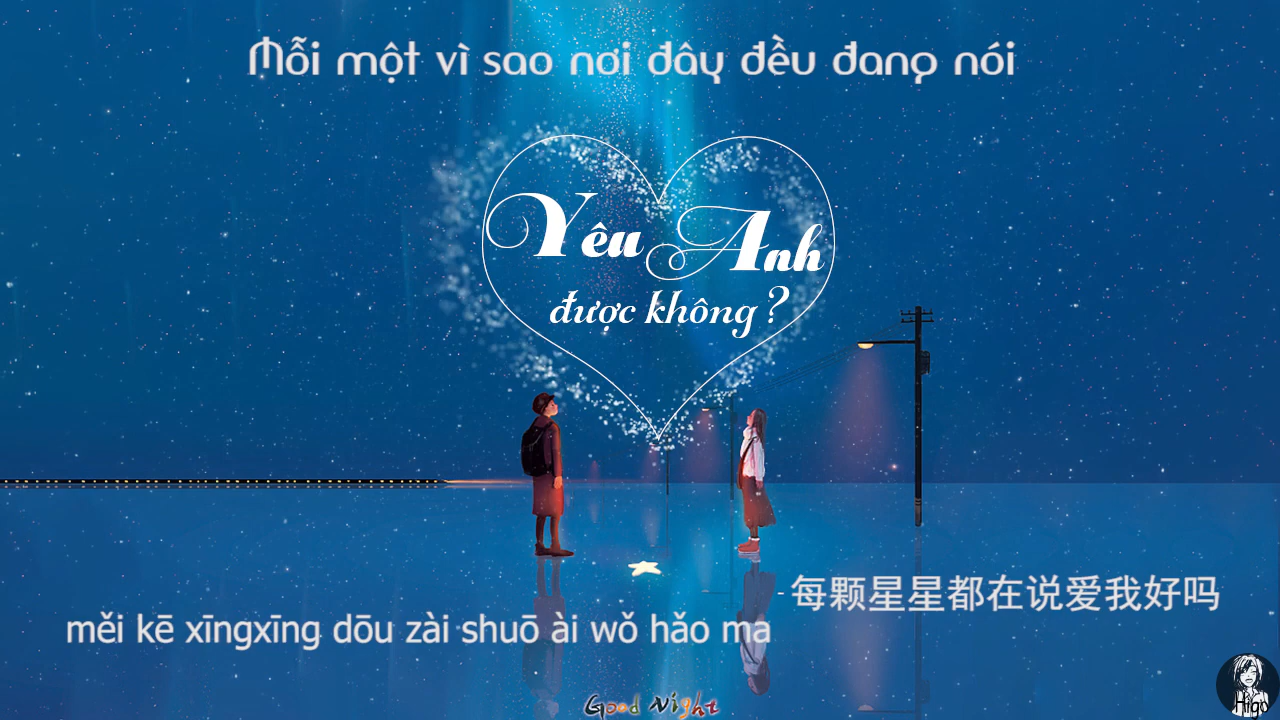 Mỗi một vì sao nơi đây đều đang nói
Yêu Anh
được không?
- 每颗星星都在说爱我好吗
měi kē xīngxīng dōu zài shuō ài wǒ hǎo ma
Good Night
Higo